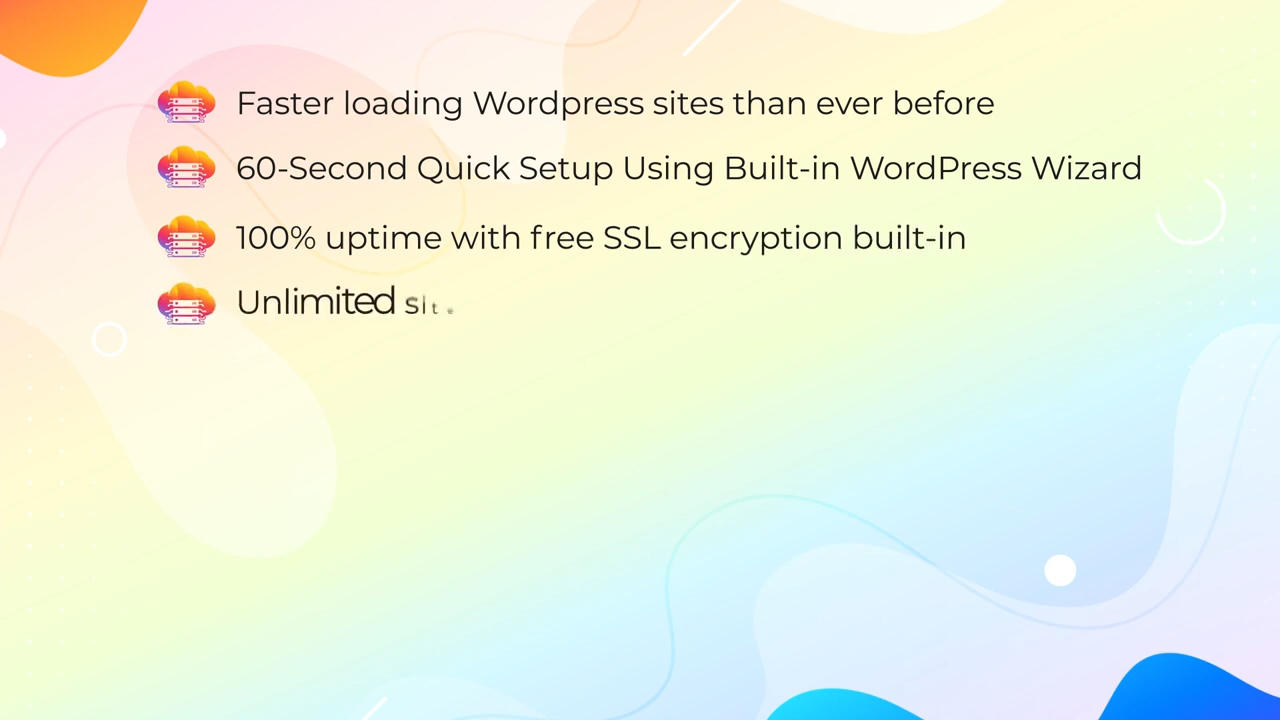 Faster loading Wordpress sites than ever before
60-Second Quick Setup Using Built-in WordPress Wizard
100% uptime with free SSL encryption built-in
Unlimited